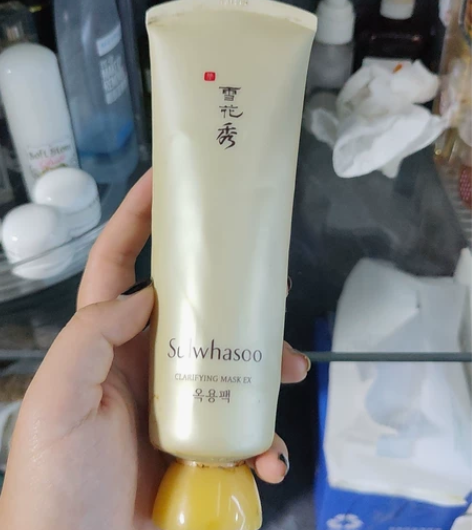 雪
花
秀
Sulwhasoo
CLARIFYING MASK EX
옥용팩